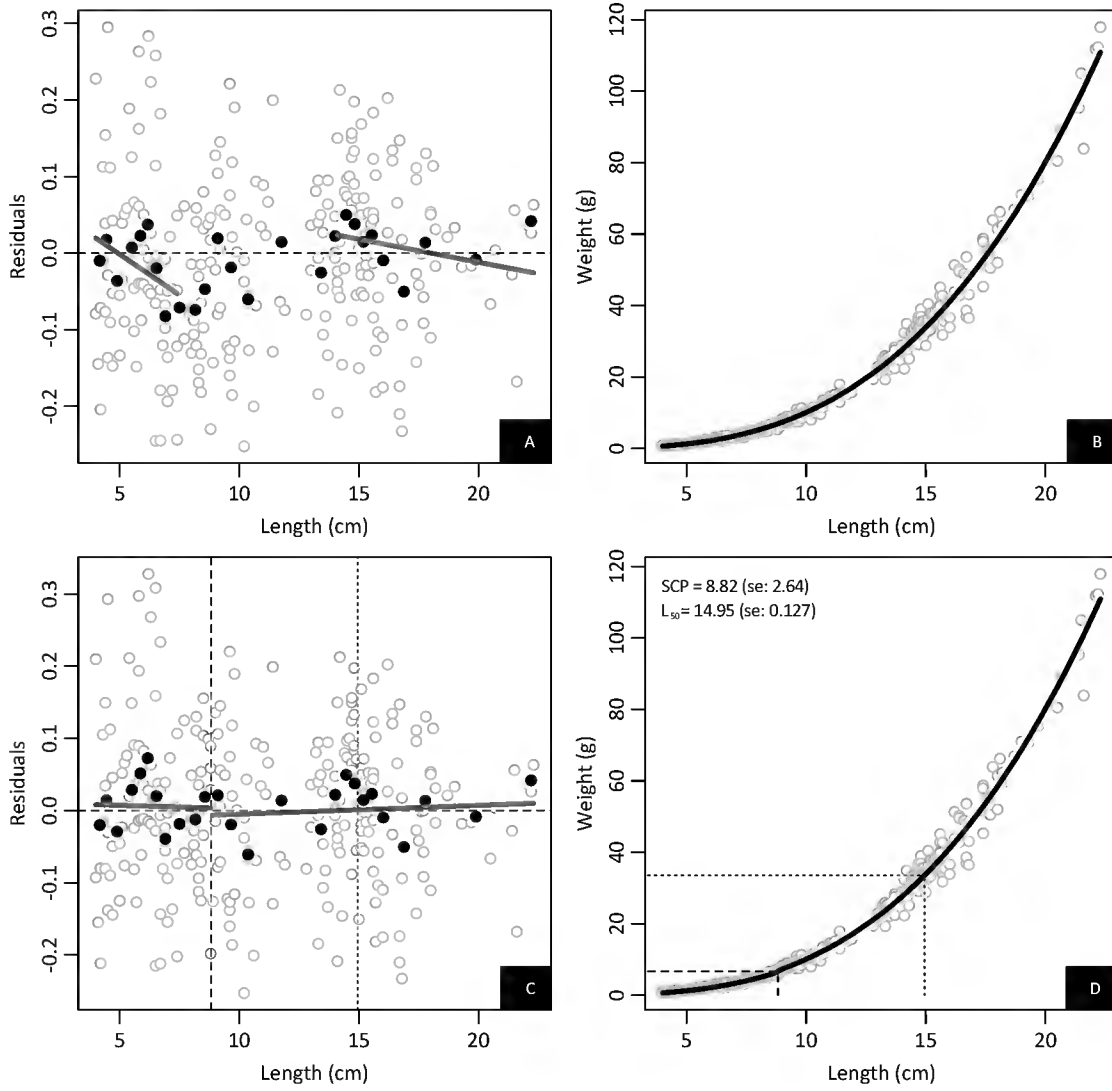 0.3
0.2
0.1
0.0
-0.1
-0.2
Residuals
5 10 15 20
Length (cm)
A
120
100
80
60
40
20
0
Weight (g)
5 10 15 20
Length (cm)
B
0.3
0.2
0.1
0.0
-0.1
-0.2
Residuals
5 10 15 20
Length (cm)
C
120
100
80
60
40
20
0
Weight (g)
SCP = 8.82 (se: 2.64)
L50= 14.95 (se: 0.127)
5 10 15 20
Length (cm)
D